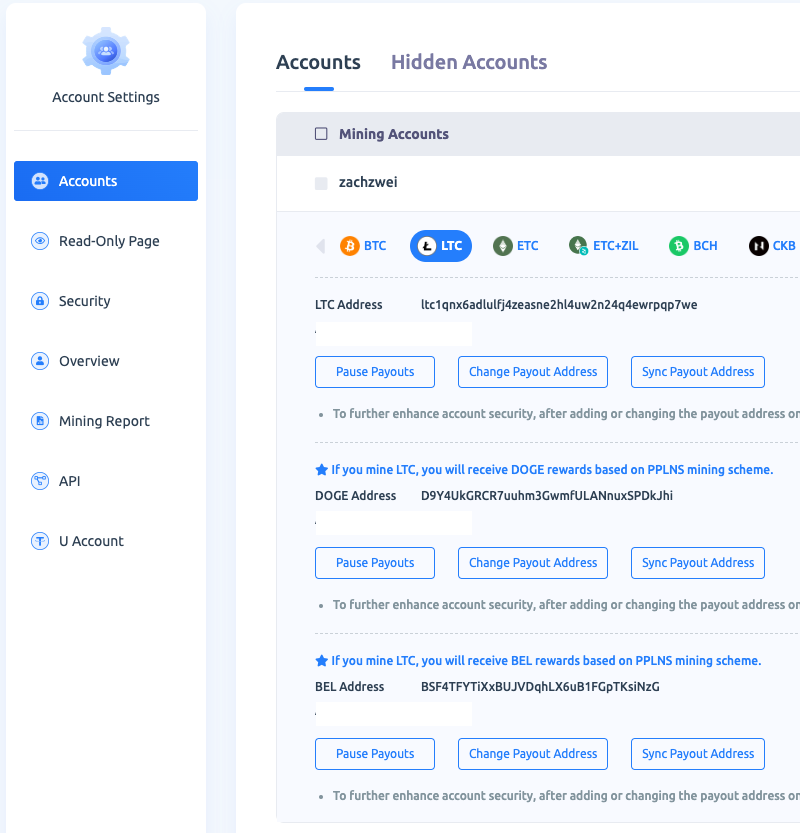 Account Settings
Accounts
Read-Only Page
Security
Overview
Mining Report
API
U Account
Accounts Hidden Accounts
Mining Accounts
zachzwei
BTC LTC ETC ETC+ZIL BCH CKB
LTC Address ltc1qnx6adlulfj4zeasne2hl4uw2n24q4ewrpqp7we
Pause Payouts Change Payout Address Sync Payout Address
To further enhance account security, after adding or changing the payout address on
If you mine LTC, you will receive DOGE rewards based on PPLNS mining scheme.
DOGE Address D9Y4UkGRCR7uuhm3GwmfULANnuxSPDkJhi
Pause Payouts Change Payout Address Sync Payout Address
To further enhance account security, after adding or changing the payout address on
If you mine LTC, you will receive BEL rewards based on PPLNS mining scheme.
BEL Address BSF4TFYTiXxBUJVDqhLX6uB1FGpTKsiNzG
Pause Payouts Change Payout Address Sync Payout Address
To further enhance account security, after adding or changing the payout address on